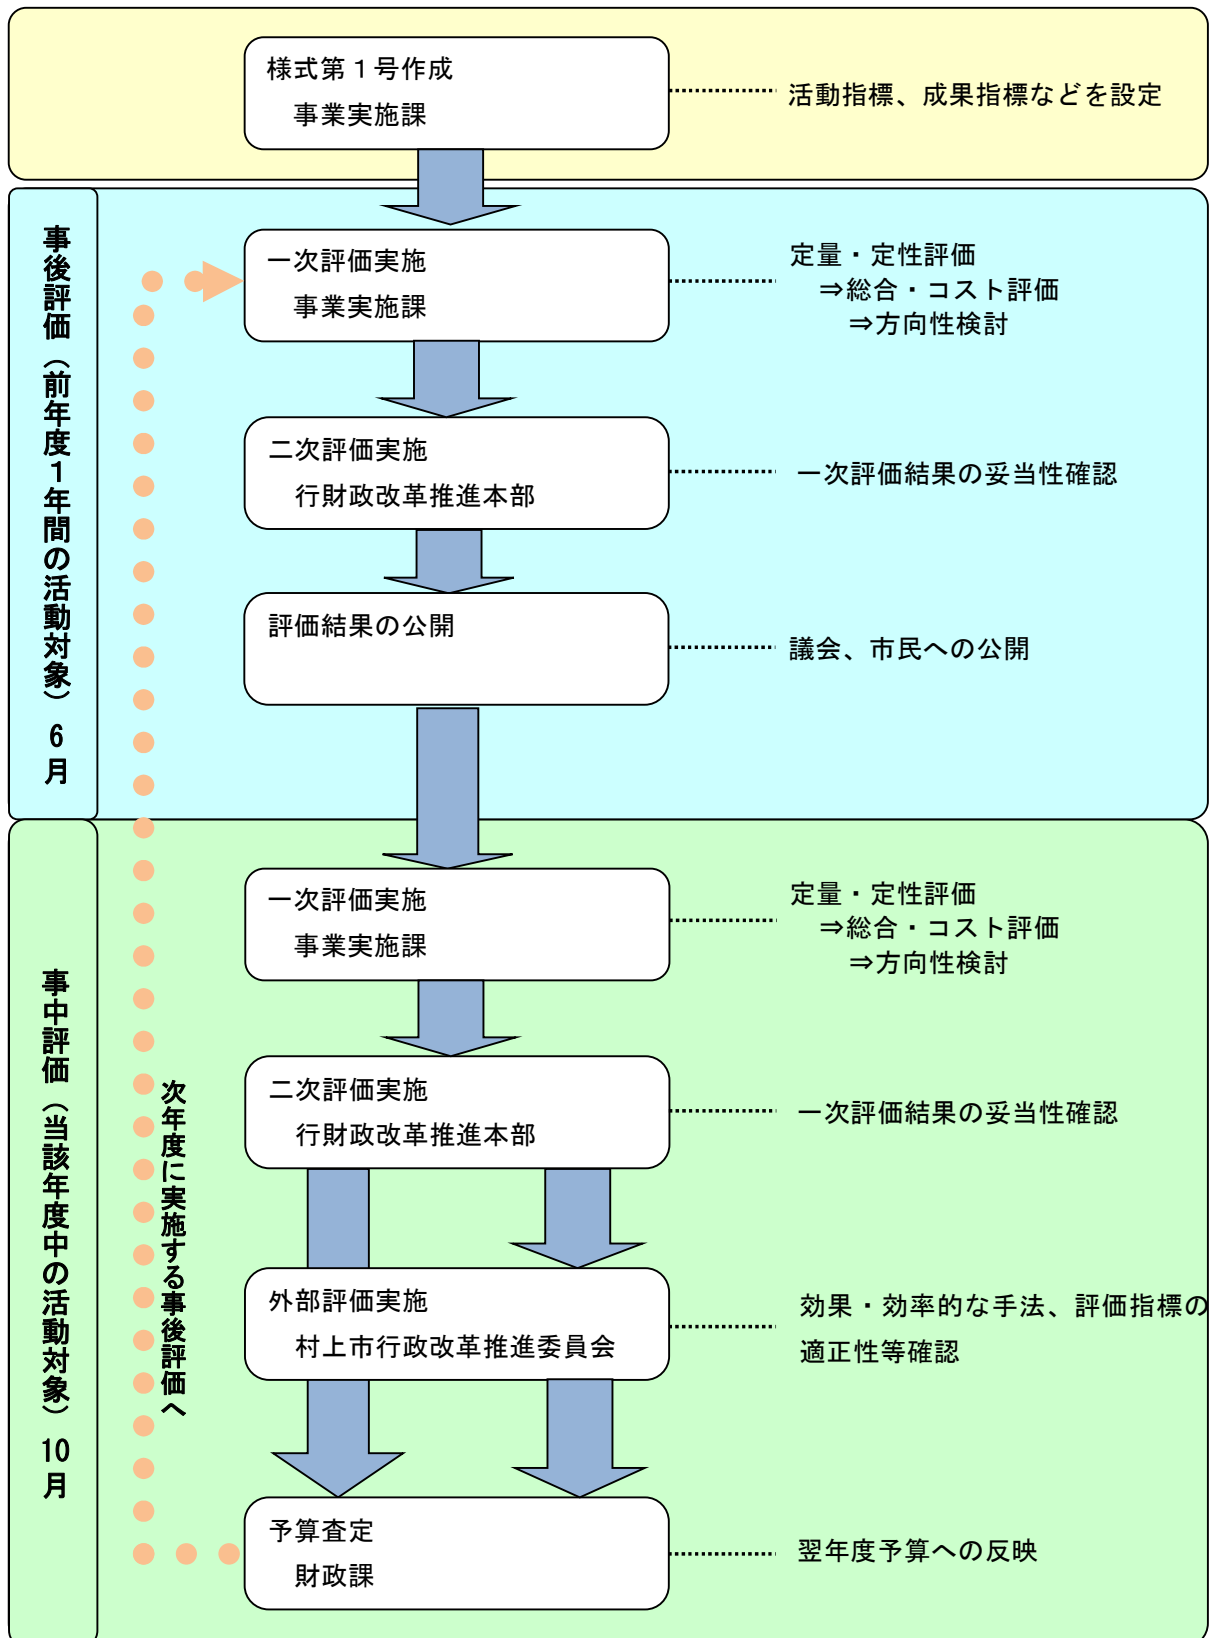 様式第１号作成
事業実施課
活動指標、成果指標などを設定
事後評価（前年度１年間の活動対象）６月
一次評価実施
事業実施課
定量・定性評価
⇒総合・コスト評価
⇒方向性検討
二次評価実施
行財政改革推進本部
一次評価結果の妥当性確認
評価結果の公開
議会、市民への公開
事中評価（当該年度中の活動対象）10月
次年度に実施する事後評価へ
一次評価実施
事業実施課
定量・定性評価
⇒総合・コスト評価
⇒方向性検討
二次評価実施
行財政改革推進本部
一次評価結果の妥当性確認
外部評価実施
村上市行政改革推進委員会
効果・効率的な手法、評価指標の
適正性等確認
予算査定
財政課
翌年度予算への反映